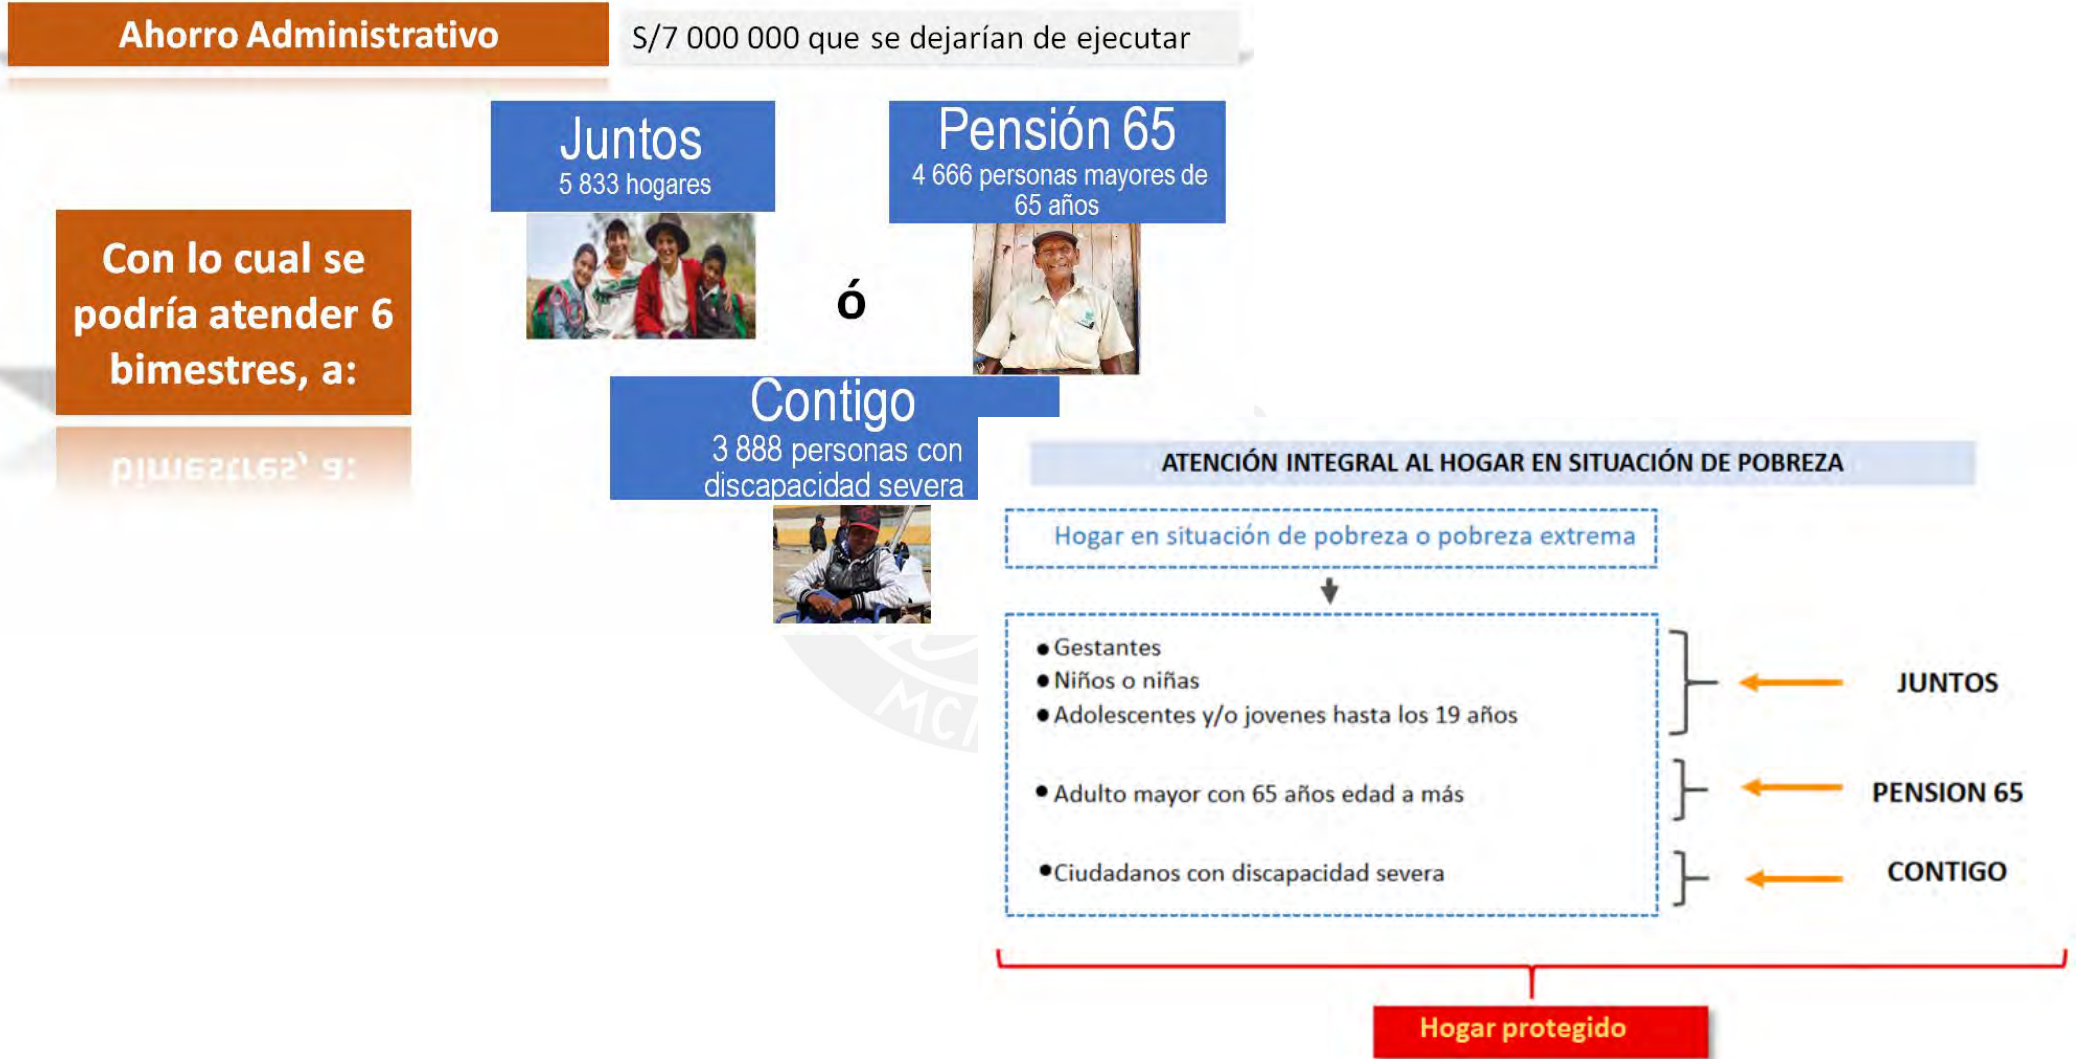 Ahorro Administrativo
S/7 000 000 que se dejarían de ejecutar
Juntos
5 833 hogares
Pensión 65
4 666 personas mayores de
65 años
Con lo cual se
podría atender 6
bimestres, a:
ó
Contigo
3 888 personas con
discapacidad severa
bimestres, a:
ATENCIÓN INTEGRAL AL HOGAR EN SITUACIÓN DE POBREZA
Hogar en situación de pobreza o pobreza extrema
● Gestantes
● Niños o niñas
● Adolescentes y/o jovenes hasta los 19 años
JUNTOS
● Adulto mayor con 65 años edad a más
PENSION 65
● Ciudadanos con discapacidad severa
CONTIGO
Hogar protegido